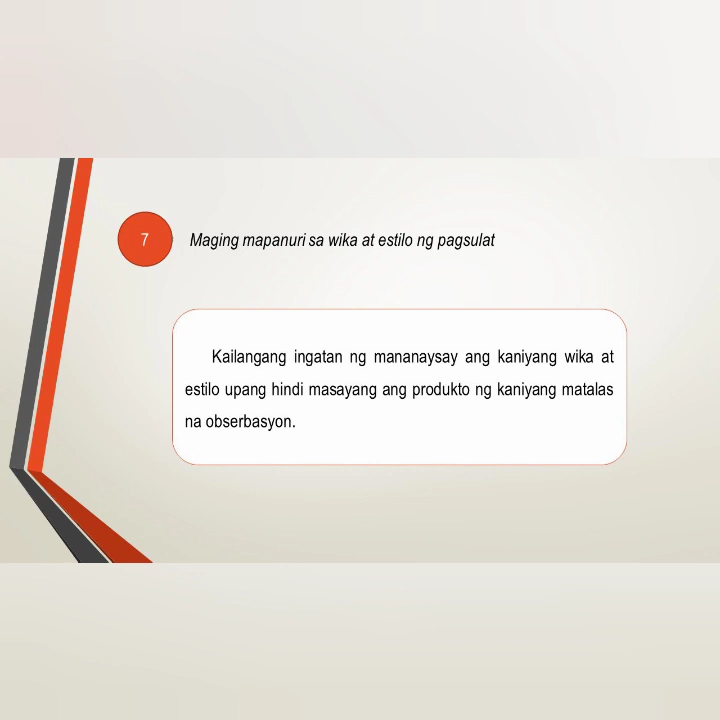 7
Maging mapanuri sa wika at estilo ng pagsulat
Kailangang ingatan ng mananaysay ang kaniyang wika at
estilo upang hindi masayang ang produkto ng kaniyang matalas
na obserbasyon.